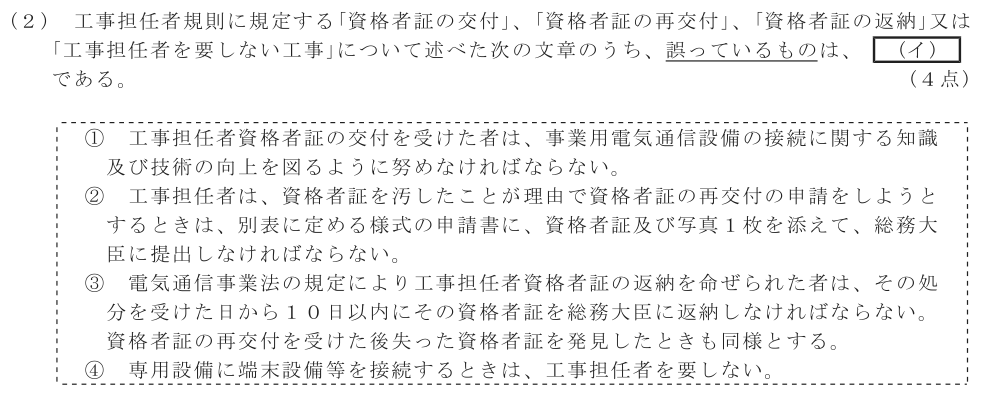 (２) 工事担任者規則に規定する｢資格者証の交付｣、｢資格者証の再交付｣、｢資格者証の返納｣又は
｢工事担任者を要しない工事｣について述べた次の文章のうち、誤っているものは、 (イ)
である。 (４点)
① 工事担任者資格者証の交付を受けた者は、事業用電気通信設備の接続に関する知識
及び技術の向上を図るように努めなければならない。
② 工事担任者は、資格者証を汚したことが理由で資格者証の再交付の申請をしようと
するときは、別表に定める様式の申請書に、資格者証及び写真１枚を添えて、総務大
臣に提出しなければならない。
③ 電気通信事業法の規定により工事担任者資格者証の返納を命ぜられた者は、その処
分を受けた日から１０日以内にその資格者証を総務大臣に返納しなければならない。
資格者証の再交付を受けた後失った資格者証を発見したときも同様とする。
④ 専用設備に端末設備等を接続するときは、工事担任者を要しない。